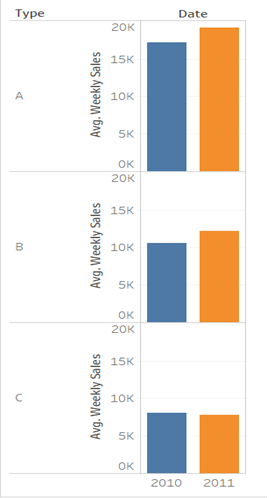 Type Date
A
Avg. Weekly Sales
20K
15K
10K
5K
0K
B
Avg. Weekly Sales
20K
15K
10K
5K
0K
C
Avg. Weekly Sales
20K
15K
10K
5K
0K
2010 2011